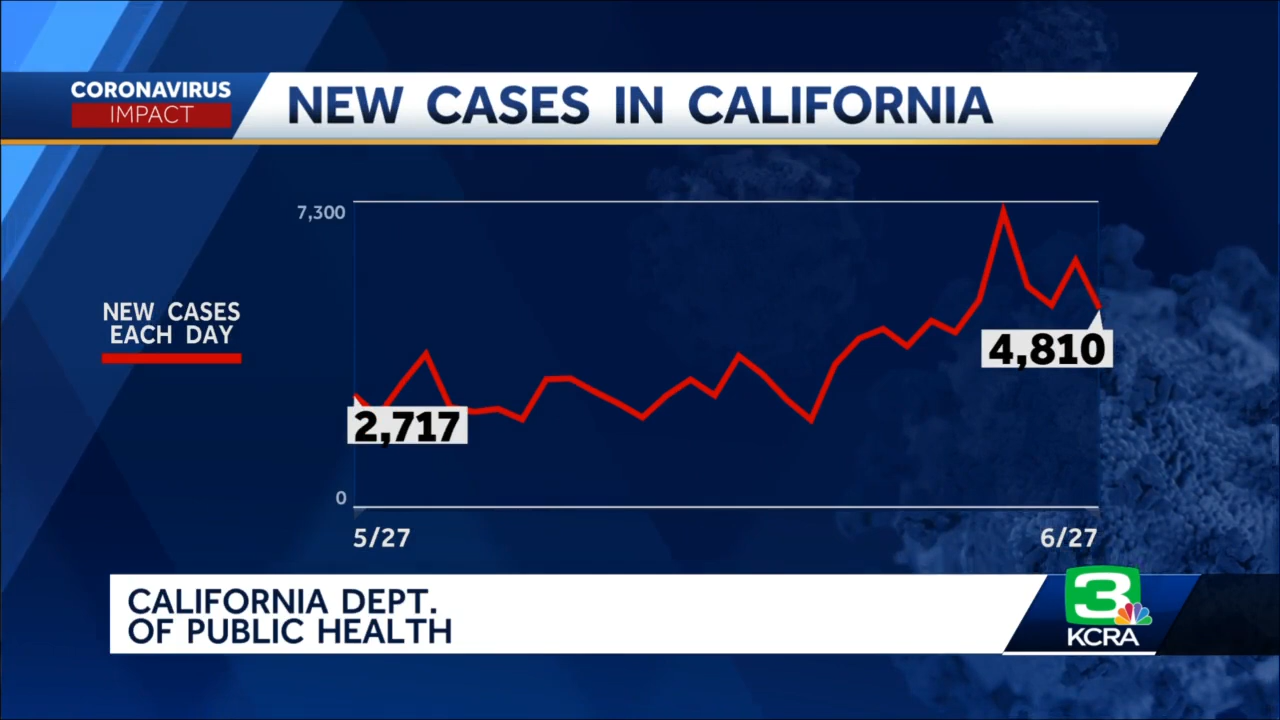 CORONAVIRUS
IMPACT
NEW CASES IN CALIFORNIA
7,300
NEW CASES
EACH DAY
4,810
2,717
0
5/27
6/27
CALIFORNIA DEPT.
OF PUBLIC HEALTH
3
KCRA